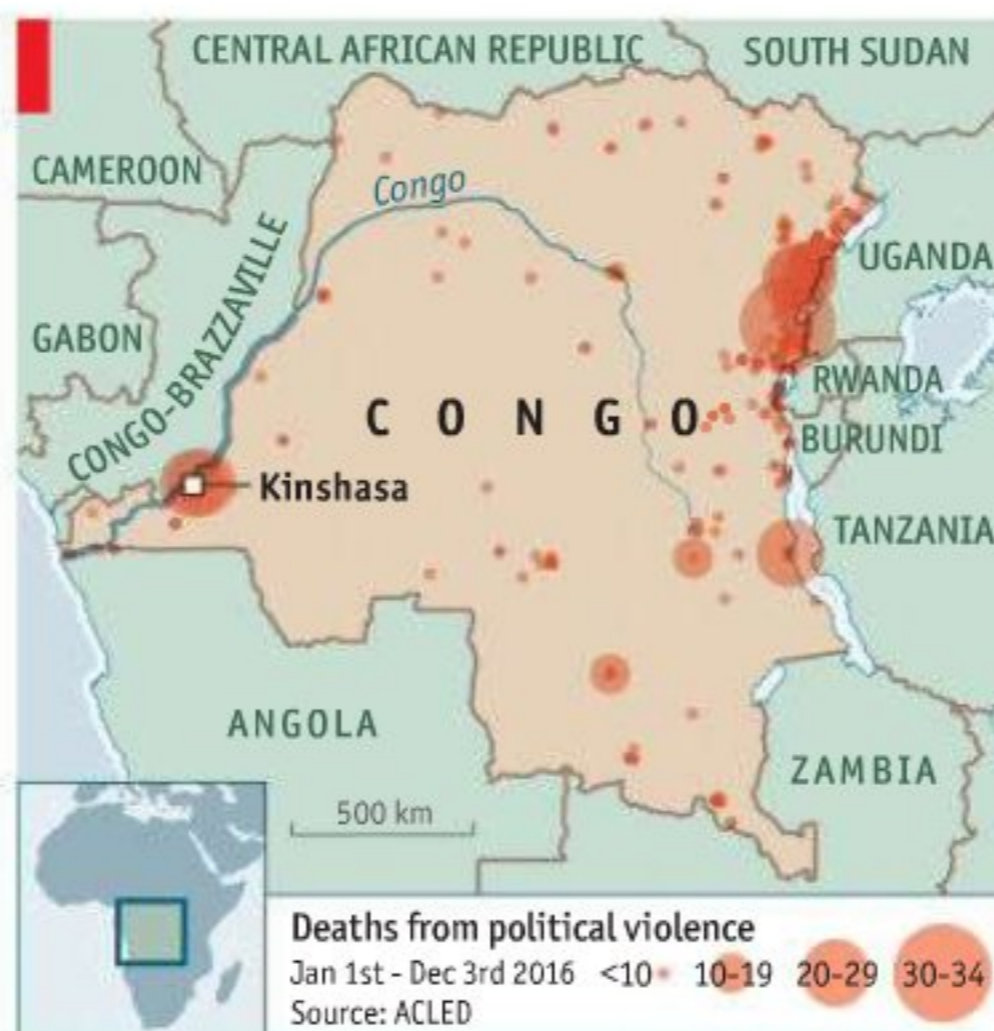 CENTRAL AFRICAN REPUBLIC
SOUTH SUDAN
CAMEROON
Congo
UGANDA
CONGO-BRAZZAVILLE
GABON
RWANDA
CONGO
BURUNDI
Kinshasa
TANZANIA
ANGOLA
ZAMBIA
500 km
Deaths from political violence
Jan 1st - Dec 3rd 2016 <10 10-19 20-29 30-34
Source: ACLED